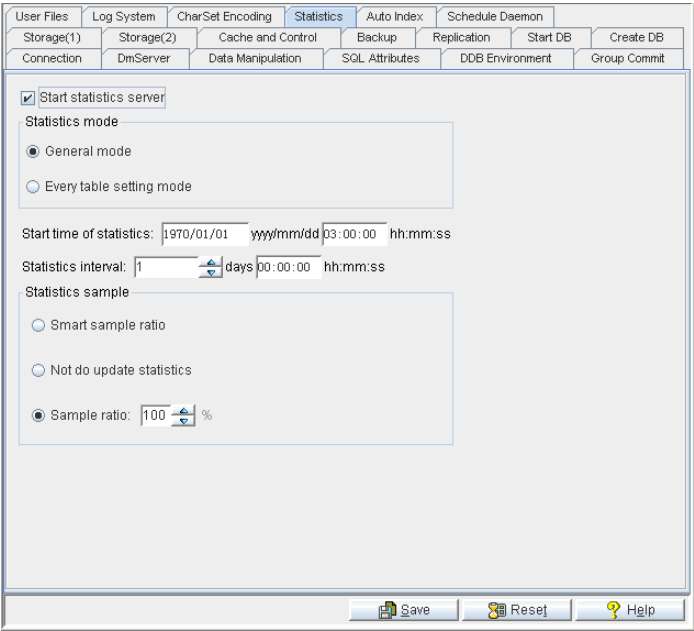 User Files Log System CharSet Encoding Statistics Auto Index Schedule Daemon
Storage(1) Storage(2) Cache and Control Backup Replication Start DB Create DB
Connection DmServer Data Manipulation SQL Attributes DDB Environment Group Commit
Start statistics server
Statistics mode
General mode
Every table setting mode
Start time of statistics: 1970/01/01 yyyy/mm/dd 03:00:00 hh:mm:ss
Statistics interval: 1 days 00:00:00 hh:mm:ss
Statistics sample
Smart sample ratio
Not do update statistics
Sample ratio: 100 %
Save Reset Help